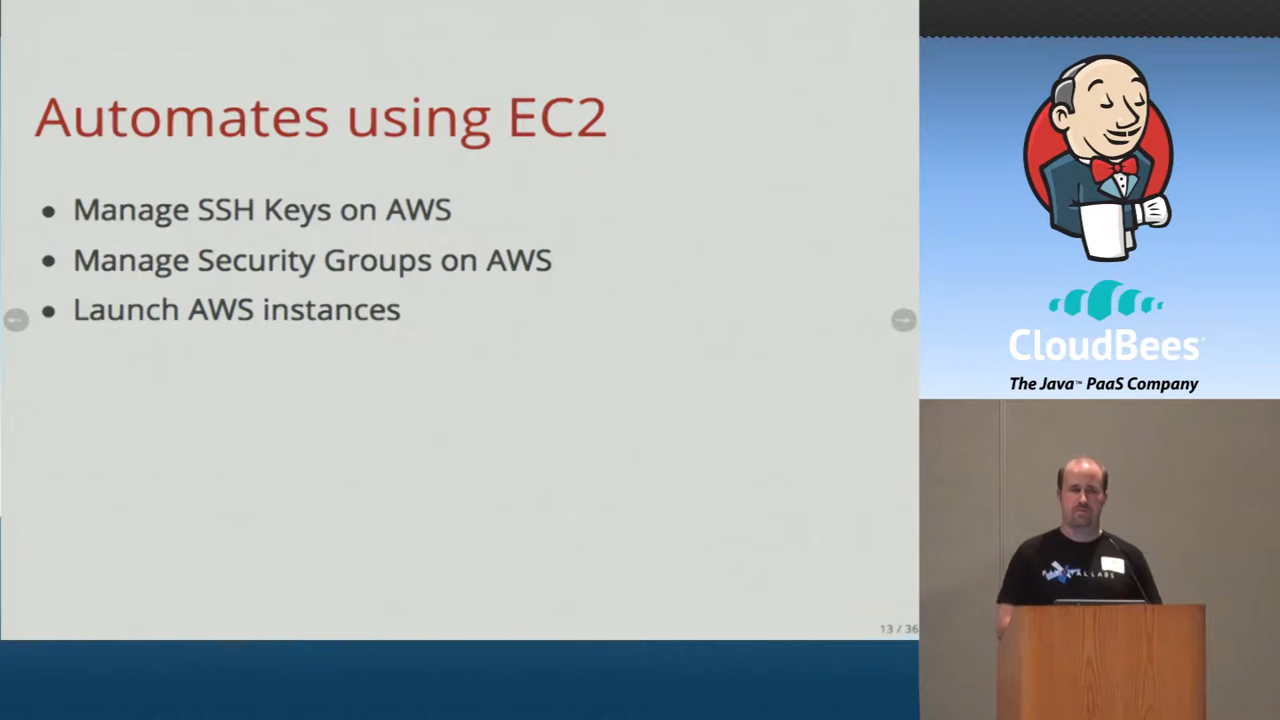 Automates using EC2
• Manage SSH Keys on AWS
• Manage Security Groups on AWS
• Launch AWS instances
13 / 36
CloudBees
The Java™ PaaS Company